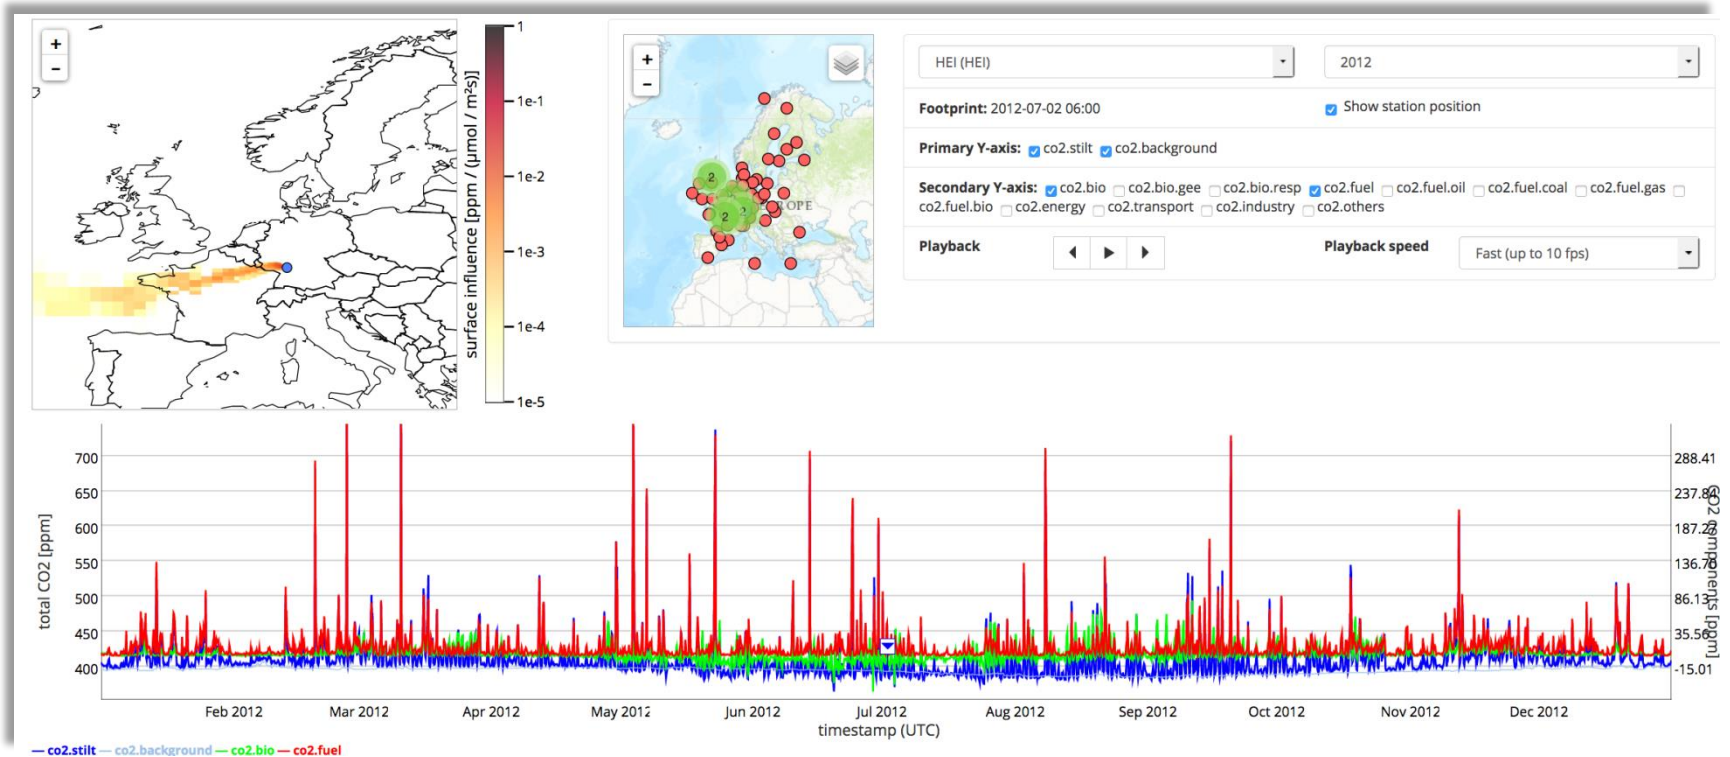 +
−
1
1e-1
1e-2
1e-3
1e-4
1e-5
surface influence [ppm / (μmol / m²s)]
+
−
2
2
2
EUROPE
HEI (HEI)
2012
Footprint: 2012-07-02 06:00
Show station position
Primary Y-axis: co2.stilt co2.background
Secondary Y-axis: co2.bio co2.bio.gee co2.bio.resp co2.fuel co2.fuel.oil co2.fuel.coal co2.fuel.gas
co2.fuel.bio co2.energy co2.transport co2.industry co2.others
Playback
Playback speed
Fast (up to 10 fps)
700
650
600
550
500
450
400
total CO2 [ppm]
288.41
237.84
187.27
136.70
86.13
35.56
-15.01
CO2 components [ppm]
Feb 2012
Mar 2012
Apr 2012
May 2012
Jun 2012
Jul 2012
Aug 2012
Sep 2012
Oct 2012
Nov 2012
Dec 2012
timestamp (UTC)
— co2.stilt — co2.background — co2.bio — co2.fuel